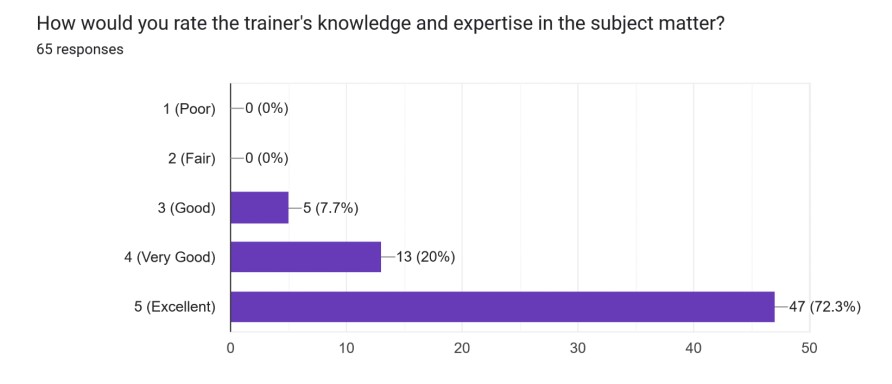 How would you rate the trainer's knowledge and expertise in the subject matter?
65 responses
1 (Poor) 0 (0%)
2 (Fair) 0 (0%)
3 (Good) 5 (7.7%)
4 (Very Good) 13 (20%)
5 (Excellent) 47 (72.3%)
0 10 20 30 40 50